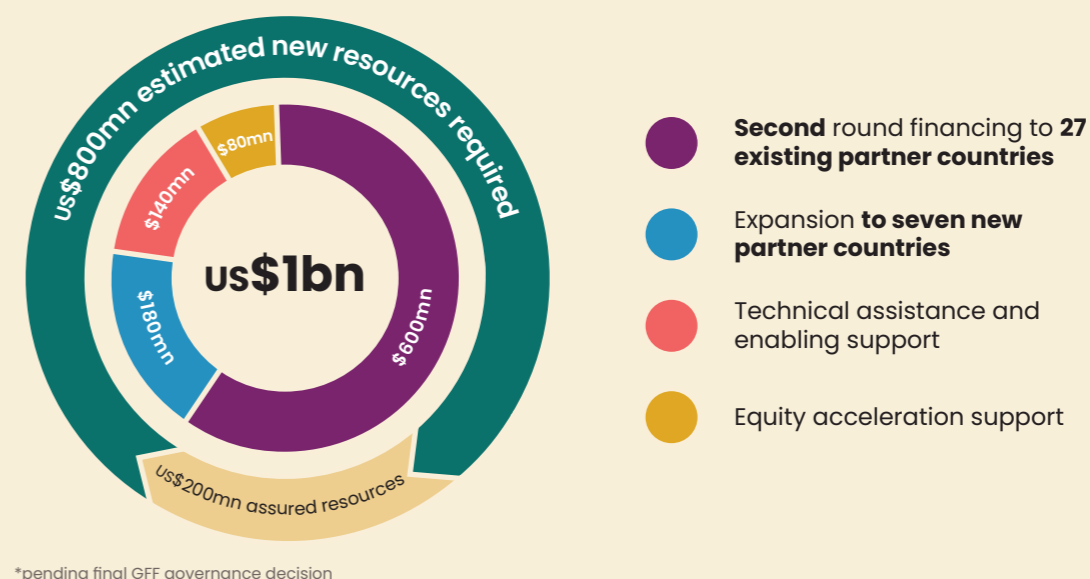 US$800mn estimated new resources required
$80mn
$140mn
$180mn
$600mn
US$1bn
US$200mn assured resources
Second round financing to 27
existing partner countries
Expansion to seven new
partner countries
Technical assistance and
enabling support
Equity acceleration support
*pending final GFF governance decision